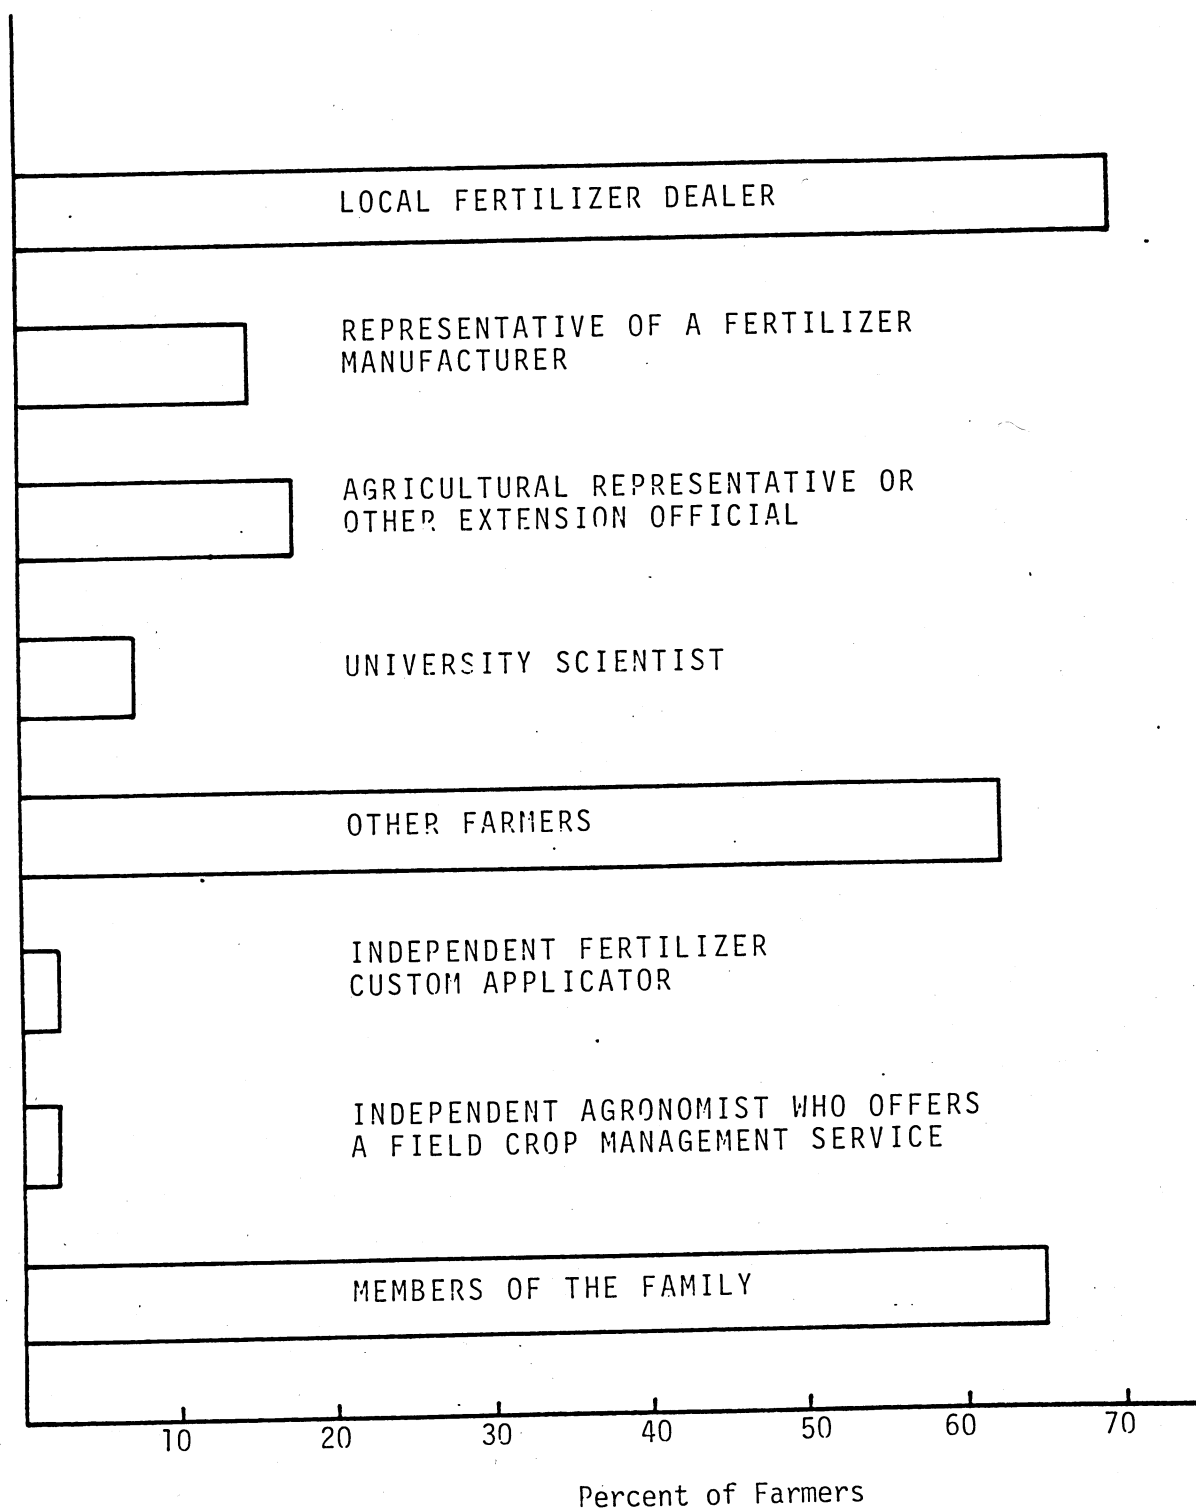 LOCAL FERTILIZER DEALER
REPRESENTATIVE OF A FERTILIZER
MANUFACTURER
AGRICULTURAL REPRESENTATIVE OR
OTHER EXTENSION OFFICIAL
UNIVERSITY SCIENTIST
OTHER FARMERS
INDEPENDENT FERTILIZER
CUSTOM APPLICATOR
INDEPENDENT AGRONOMIST WHO OFFERS
A FIELD CROP MANAGEMENT SERVICE
MEMBERS OF THE FAMILY
10 20 30 40 50 60 70
Percent of Farmers